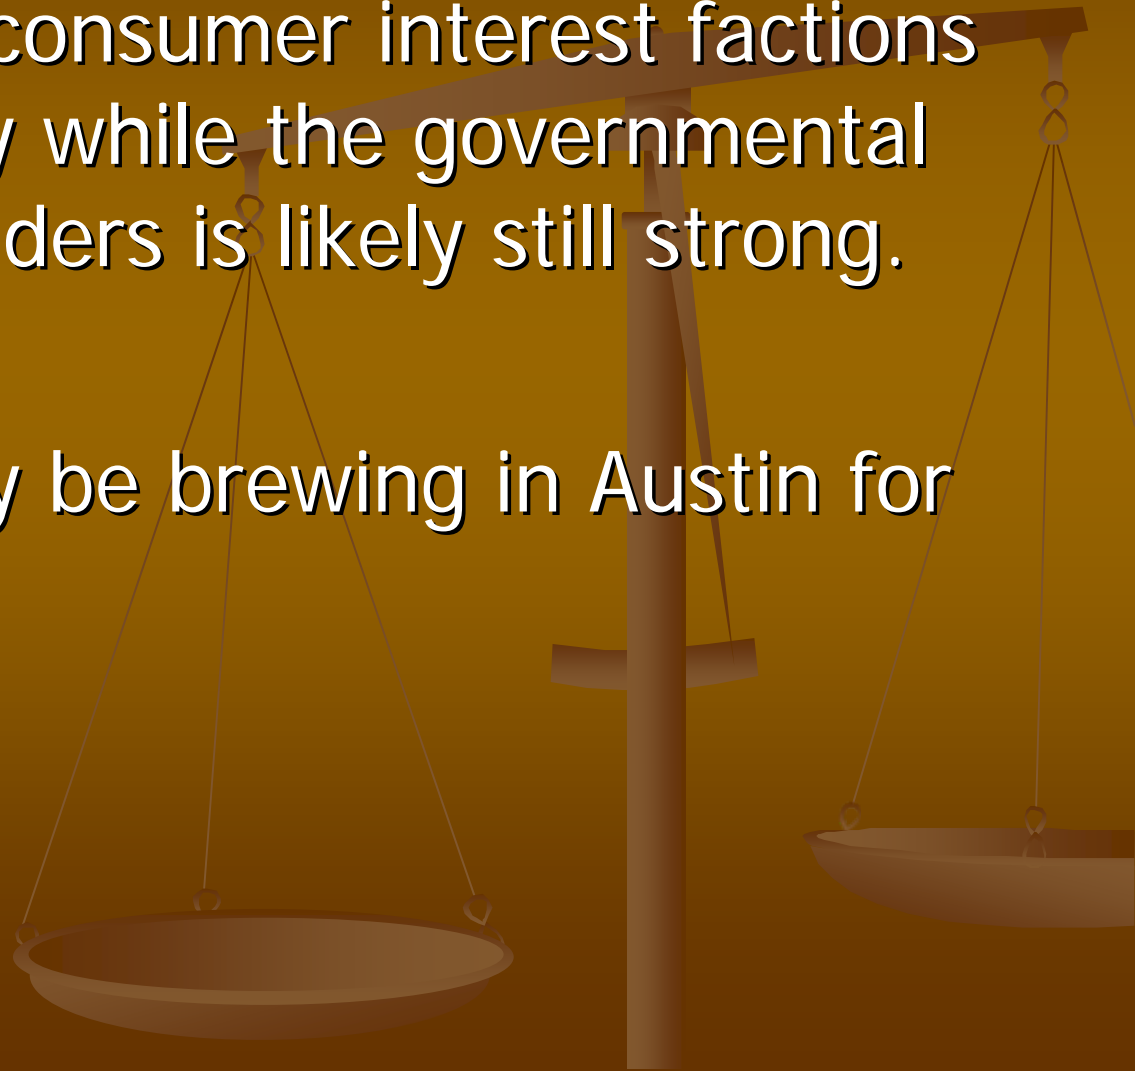 consumer interest factions
y while the governmental
ders is likely still strong.
y be brewing in Austin for